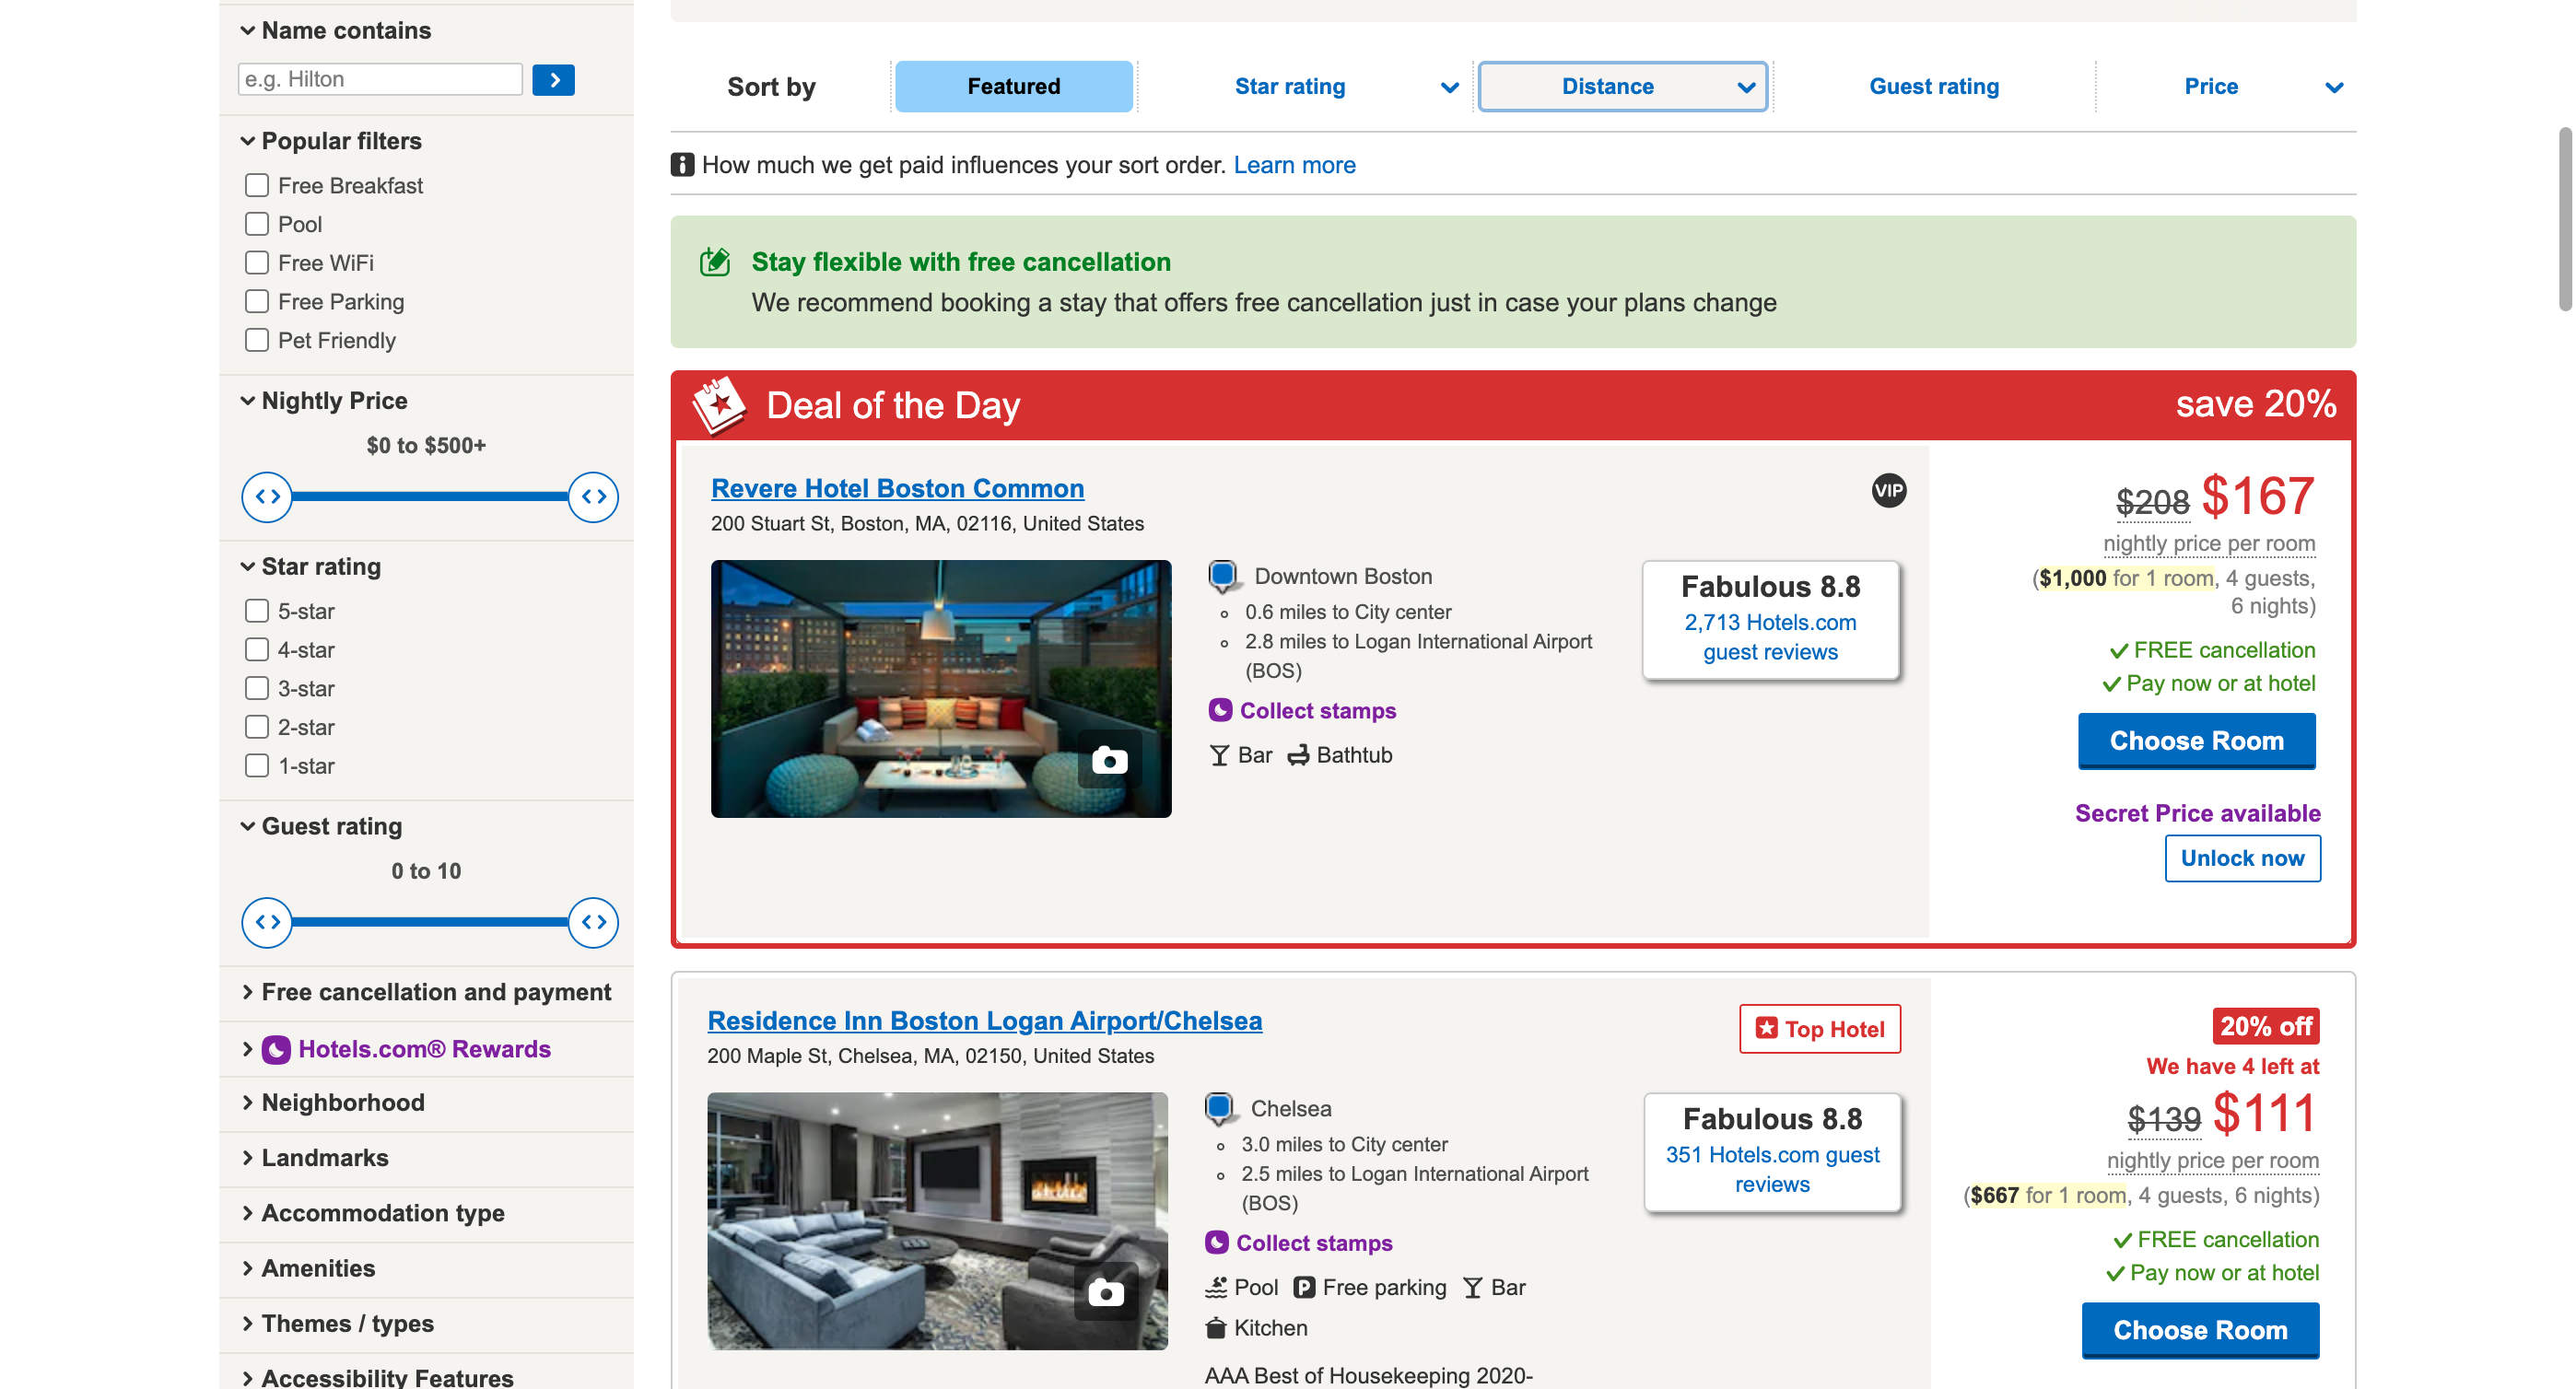 Name contains
e.g. Hilton
Popular filters
Free Breakfast
Pool
Free WiFi
Free Parking
Pet Friendly
Nightly Price
$0 to $500+
Star rating
5-star
4-star
3-star
2-star
1-star
Guest rating
0 to 10
Free cancellation and payment
Hotels.com® Rewards
Neighborhood
Landmarks
Accommodation type
Amenities
Themes / types
Accessibility Features
Sort by
Featured
Star rating
Distance
Guest rating
Price
How much we get paid influences your sort order. Learn more
Stay flexible with free cancellation
We recommend booking a stay that offers free cancellation just in case your plans change
Deal of the Day
save 20%
Revere Hotel Boston Common
200 Stuart St, Boston, MA, 02116, United States
VIP
Downtown Boston
0.6 miles to City center
2.8 miles to Logan International Airport
(BOS)
Collect stamps
Bar Bathtub
Fabulous 8.8
2,713 Hotels.com
guest reviews
$208 $167
nightly price per room
($1,000 for 1 room, 4 guests,
6 nights)
FREE cancellation
Pay now or at hotel
Choose Room
Secret Price available
Unlock now
Residence Inn Boston Logan Airport/Chelsea
200 Maple St, Chelsea, MA, 02150, United States
Top Hotel
Chelsea
3.0 miles to City center
2.5 miles to Logan International Airport
(BOS)
Collect stamps
Pool P Free parking Bar
Kitchen
AAA Best of Housekeeping 2020-
Fabulous 8.8
351 Hotels.com guest
reviews
20% off
We have 4 left at
$139 $111
nightly price per room
($667 for 1 room, 4 guests, 6 nights)
FREE cancellation
Pay now or at hotel
Choose Room